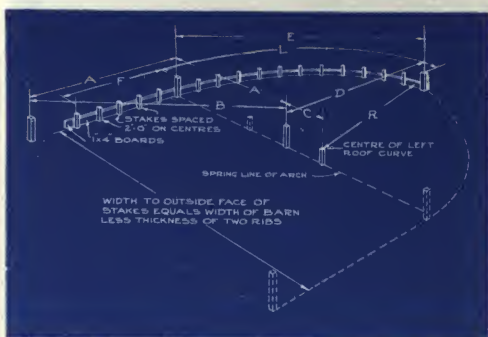 E
L
A
F
A
D
B
C
R
STAKES SPACED
2'-0" ON CENTRES
1X4 BOARDS
CENTRE OF LEFT
ROOF CURVE
SPRING LINE OF ARCH
WIDTH TO OUTSIDE FACE OF
STAKES EQUALS WIDTH OF BARN
LESS THICKNESS OF TWO RIBS